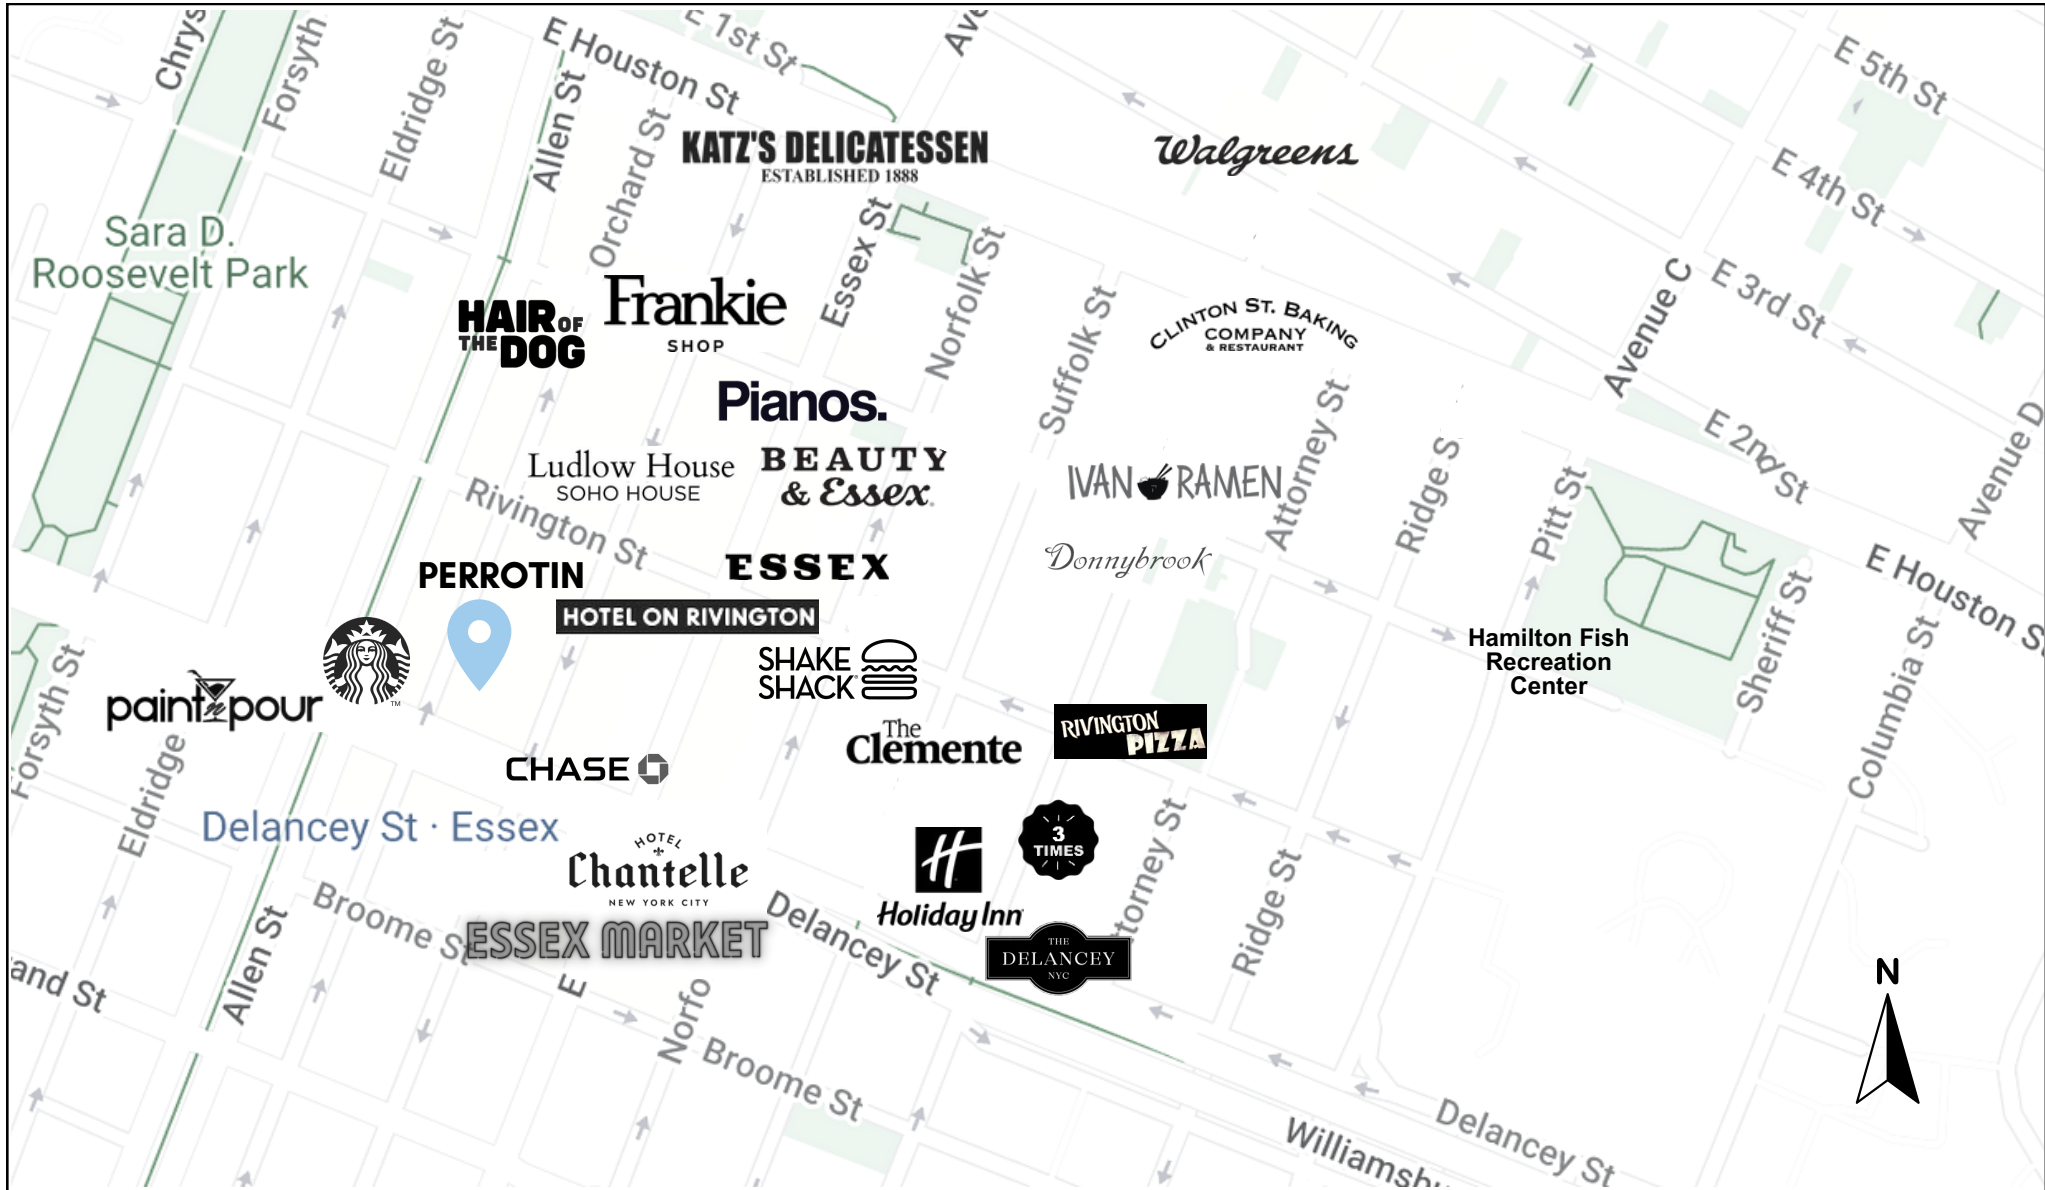 Chrys
Forsyth
Eldridge St
Allen St
E Houston St
E 1st St
Ave
E 5th St
Orchard St
KATZ'S DELICATESSEN
ESTABLISHED 1888
Walgreens
E 4th St
Sara D.
Roosevelt Park
Essex St
Norfolk St
Suffolk St
Avenue C
E 3rd St
HAIR OF
THE DOG
Frankie
SHOP
CLINTON ST. BAKING
COMPANY
& RESTAURANT
Pianos.
Attorney St
Ridge S
Pitt St
E 2nd St
Avenue D
Ludlow House
SOHO HOUSE
BEAUTY
& Essex
IVAN RAMEN
Rivington St
PERROTIN
ESSEX
Donnybrook
E Houston S
HOTEL ON RIVINGTON
SHAKE
SHACK
Hamilton Fish
Recreation
Center
Sheriff St
Columbia St
Forsyth St
paint n pour
TM
The
Clemente
RIVINGTON
PIZZA
CHASE
Eldridge
Delancey St · Essex
HOTEL
Chantelle
NEW YORK CITY
3
TIMES
Holiday Inn
ttorney St
Ridge St
Broome St
ESSEX MARKET
Delancey St
THE
DELANCEY
NYC
and St
Allen St
E
Norfo
Broome St
N
Delancey St
Williamsbu